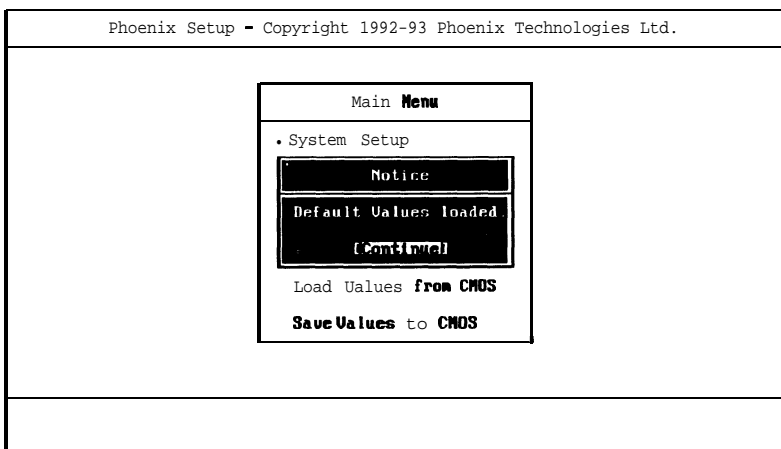 Phoenix Setup - Copyright 1992-93 Phoenix Technologies Ltd.
Main Menu
• System Setup
Notice
Default Values loaded.
[Continue]
Load Values from CMOS
Save Values to CMOS